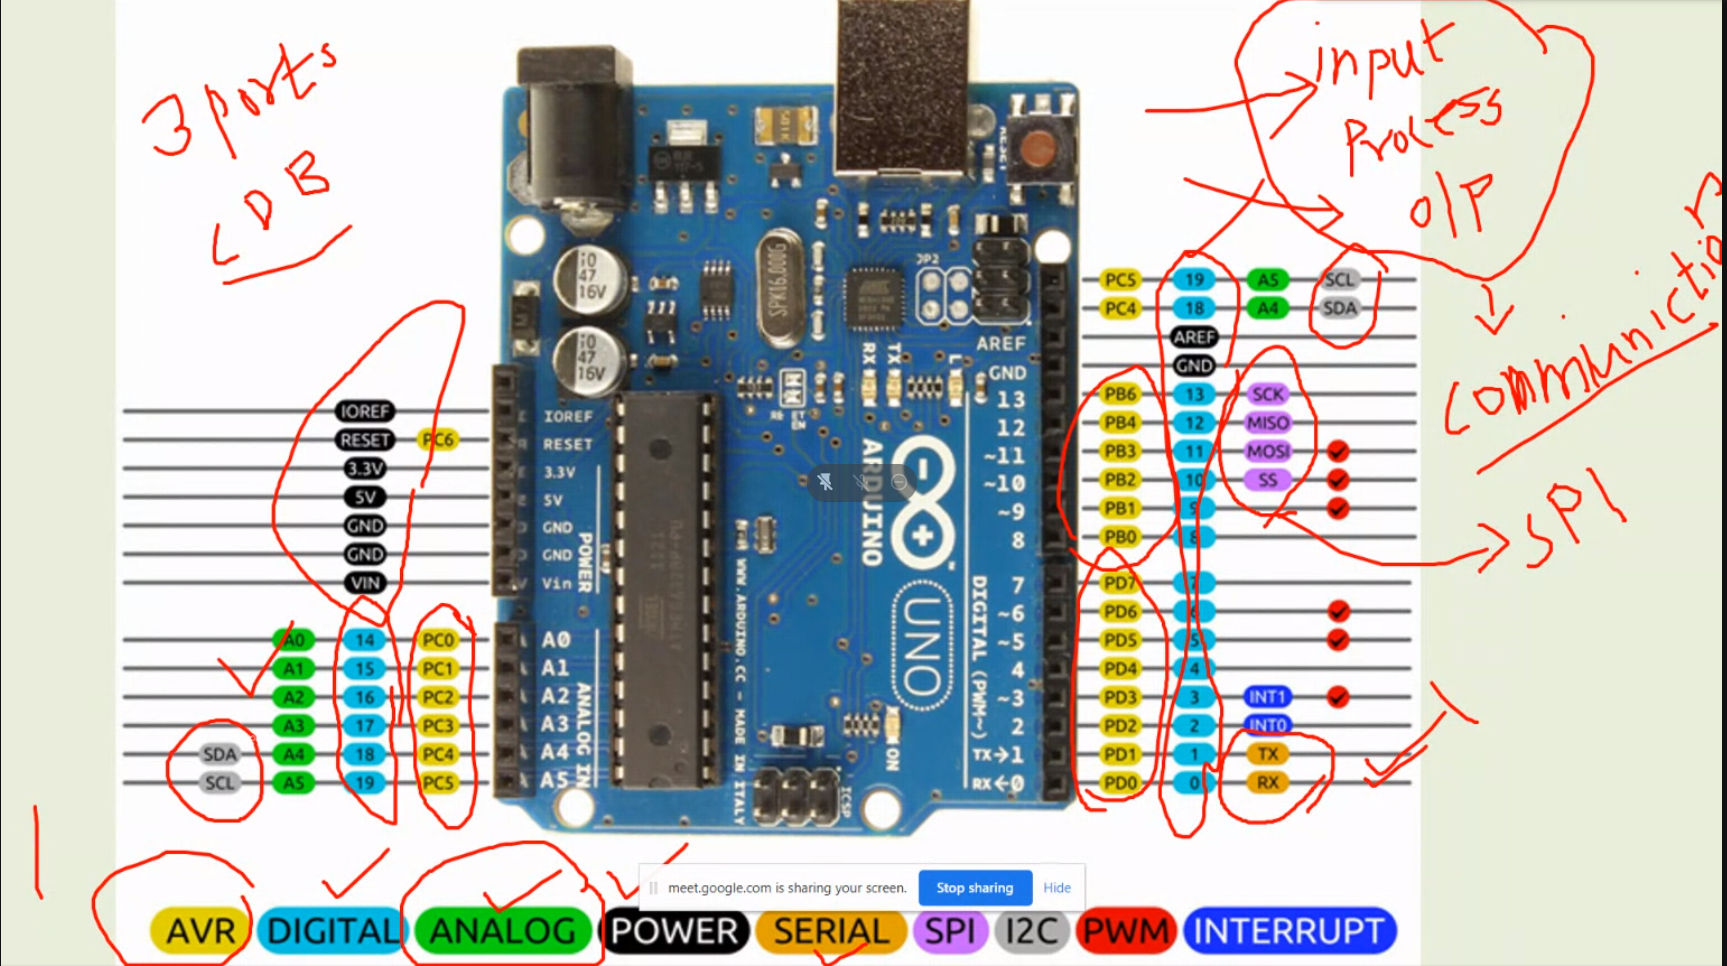 3 ports
C D B
input
Process
O/P
Communiction
SPI
IOREF
RESET PC6
3.3V
5V
GND
GND
VIN
A0 14 PC0
A1 15 PC1
A2 16 PC2
A3 17 PC3
SDA A4 18 PC4
SCL A5 19 PC5
IOREF
RESET
3.3V
5V
GND
GND
Vin
POWER
A0
A1
A2
A3
A4
A5
ANALOG IN
10
47
16V
10
47
16V
SPK16.000G
RESET
JP2
RX
TX
L
RESET
EN
ARDUINO
UNO
ON
ICSP
WWW.ARDUINO.CC - MADE IN ITALY
ATMEGA328P-PU
AREF
GND
13
12
~11
~10
~9
8
7
~6
~5
4
~3
2
TX→1
RX←0
DIGITAL (PWM~)
PC5 19 A5 SCL
PC4 18 A4 SDA
AREF
GND
PB6 13 SCK
PB4 12 MISO
PB3 11 MOSI
PB2 10 SS
PB1 9
PB0 8
PD7 7
PD6 6
PD5 5
PD4 4
PD3 3 INT1
PD2 2 INT0
PD1 1 TX
PD0 0 RX
meet.google.com is sharing your screen. Stop sharing Hide
AVR DIGITAL ANALOG POWER SERIAL SPI I2C PWM INTERRUPT